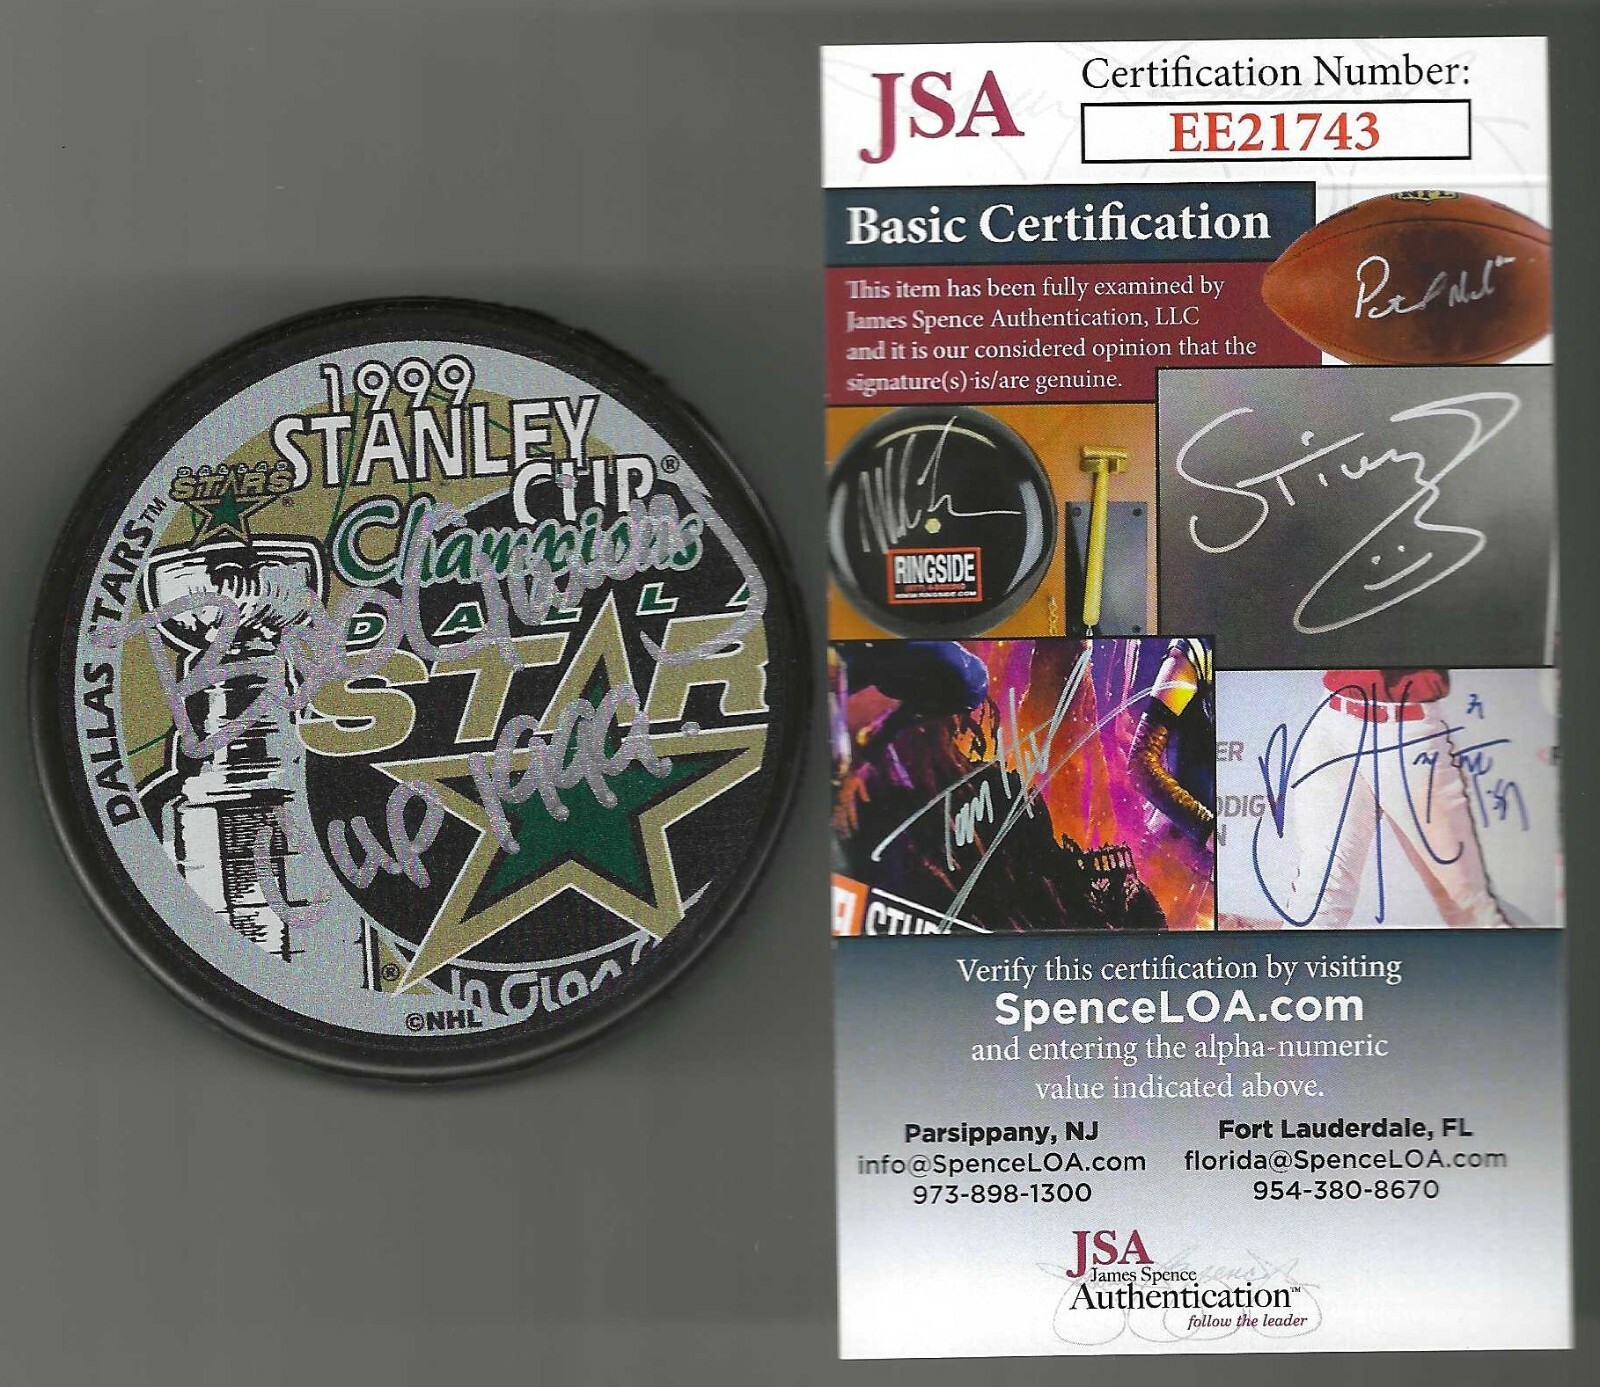 1999
STANLEY
CUP®
Champions
DALLAS
STARS®
DALLAS STARS™
DALLA
STAR
Cup 1999.
®
©NHL
JSA
Certification Number:
EE21743
Basic Certification
This item has been fully examined by
James Spence Authentication, LLC
and it is our considered opinion that the
signature(s) is/are genuine.
RINGSIDE
Verify this certification by visiting
SpenceLOA.com
and entering the alpha-numeric
value indicated above.
Parsippany, NJ
info@SpenceLOA.com
973-898-1300
Fort Lauderdale, FL
florida@SpenceLOA.com
954-380-8670
JSA
James Spence
Authentication™
follow the leader